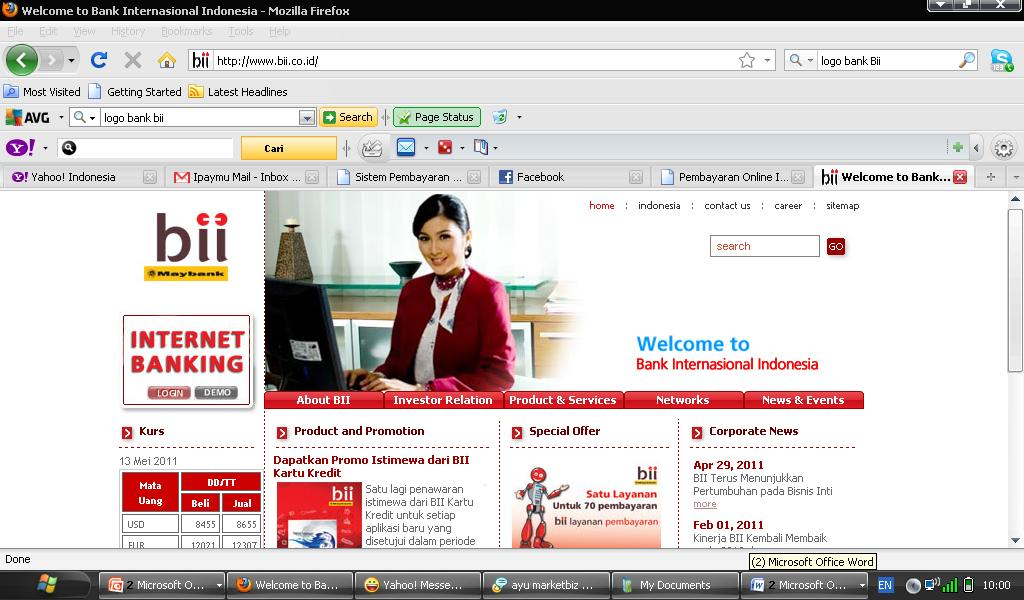 Welcome to Bank Internasional Indonesia - Mozilla Firefox
File Edit View History Bookmarks Tools Help
bii http://www.bii.co.id/ logo bank Bii
Most Visited Getting Started Latest Headlines
AVG logo bank bii Search Page Status
Y! Cari
Yahoo! Indonesia Ipaymu Mail - Inbox ... Sistem Pembayaran ... Facebook Pembayaran Online I... bii Welcome to Bank...
home : indonesia : contact us : career : sitemap
bii
Maybank
search GO
INTERNET
BANKING
LOGIN DEMO
Welcome to
Bank Internasional Indonesia
About BII Investor Relation Product & Services Networks News & Events
Kurs
13 Mei 2011
Mata
Uang
DD/TT
Beli Jual
USD 8455 8655
EUR 12021 12307
Product and Promotion
Dapatkan Promo Istimewa dari BII
Kartu Kredit
bii
Satu lagi penawaran
istimewa dari BII Kartu
Kredit untuk setiap
aplikasi baru yang
disetujui dalam periode
Special Offer
bii
Satu Layanan
Untuk 70 pembayaran
bii layanan pembayaran
Corporate News
Apr 29, 2011
BII Terus Menunjukkan
Pertumbuhan pada Bisnis Inti
more
Feb 01, 2011
Kinerja BII Kembali Membaik
Done
(2) Microsoft Office Word
2 Microsoft O... Welcome to Ba... Yahoo! Messe... ayu marketbiz ... My Documents 2 Microsoft O... EN 10:00